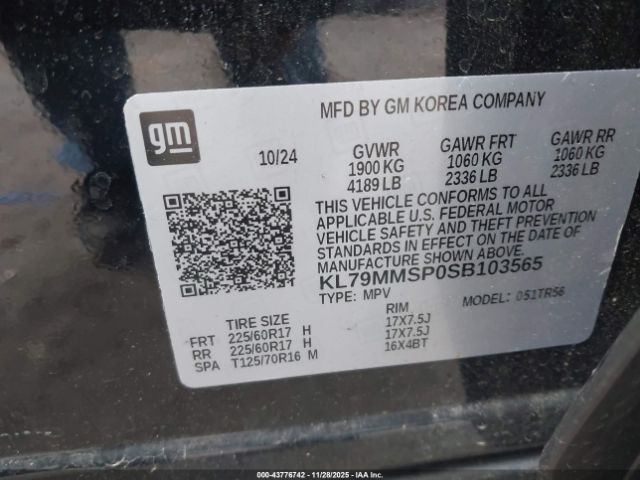 gm
MFD BY GM KOREA COMPANY
10/24
GVWR GAWR FRT GAWR RR
1900 KG 1060 KG 1060 KG
4189 LB 2336 LB 2336 LB
THIS VEHICLE CONFORMS TO ALL
APPLICABLE U.S. FEDERAL MOTOR
VEHICLE SAFETY AND THEFT PREVENTION
STANDARDS IN EFFECT ON THE DATE OF
MANUFACTURE SHOWN ABOVE.
KL79MMSP0SB103565
TYPE: MPV MODEL: 051TR56
TIRE SIZE RIM
FRT 225/60R17 H 17X7.5J
RR 225/60R17 H 17X7.5J
SPA T125/70R16 M 16X4BT
000-43776742 | 11/28/2025 - IAA Inc.